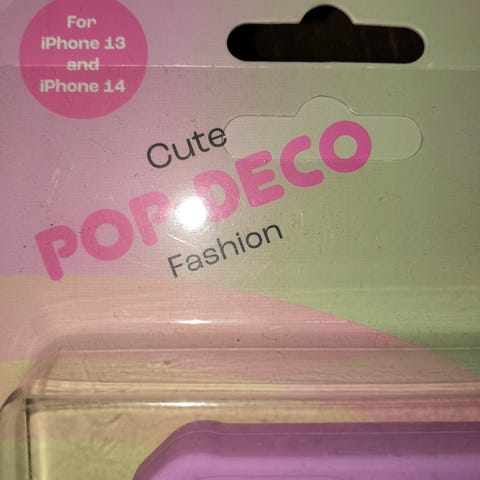 For
iPhone 13
and
iPhone 14
Cute
POP DECO
Fashion